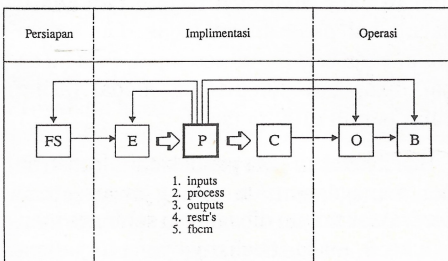 Persiapan
Implimentasi
Operasi
FS
E
P
C
O
B
1. inputs
2. process
3. outputs
4. restr's
5. fbcm